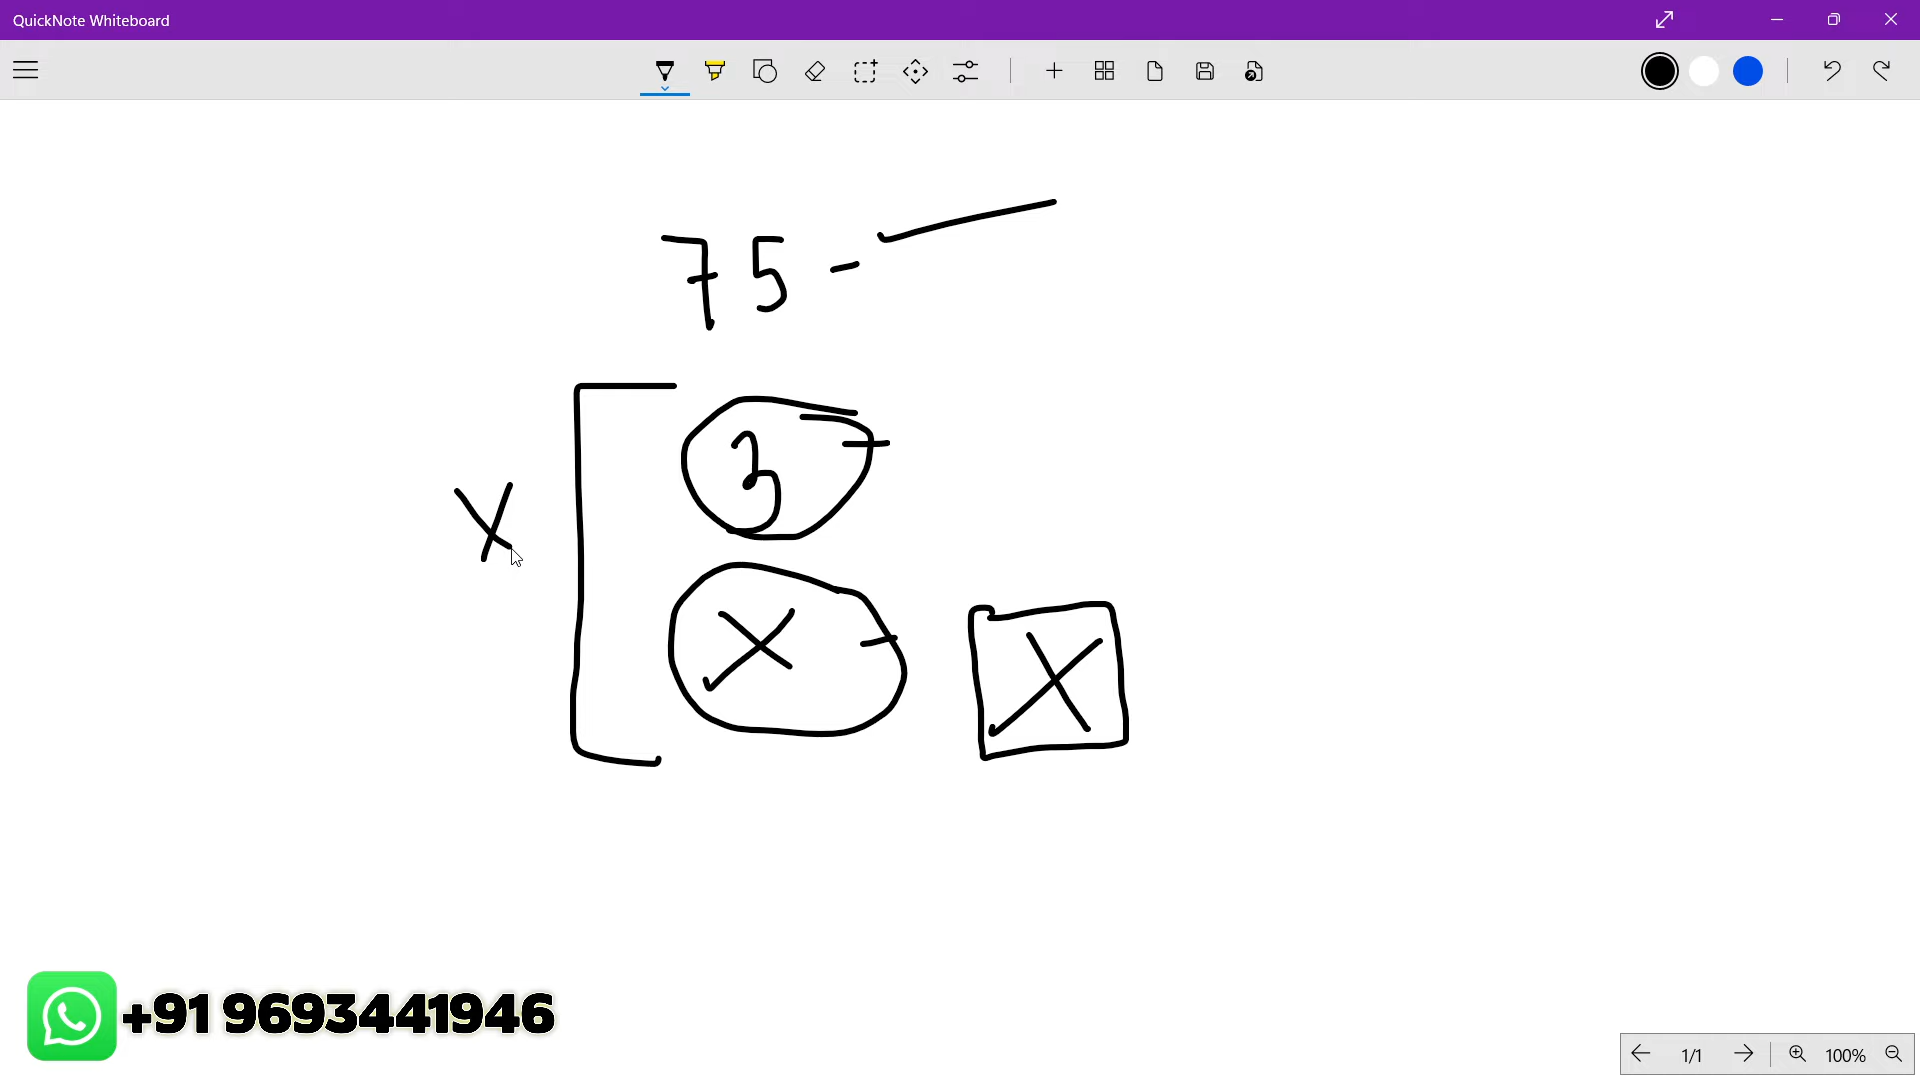 QuickNote Whiteboard
75 -
3 -
X
X -
X
+91 9693441946
1/1
100%